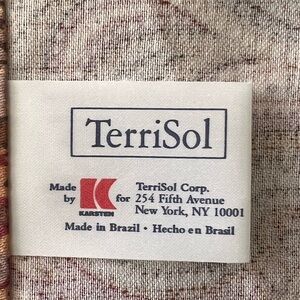 TerriSol
Made by KARSTEN for
TerriSol Corp.
254 Fifth Avenue
New York, NY 10001
Made in Brazil • Hecho en Brasil